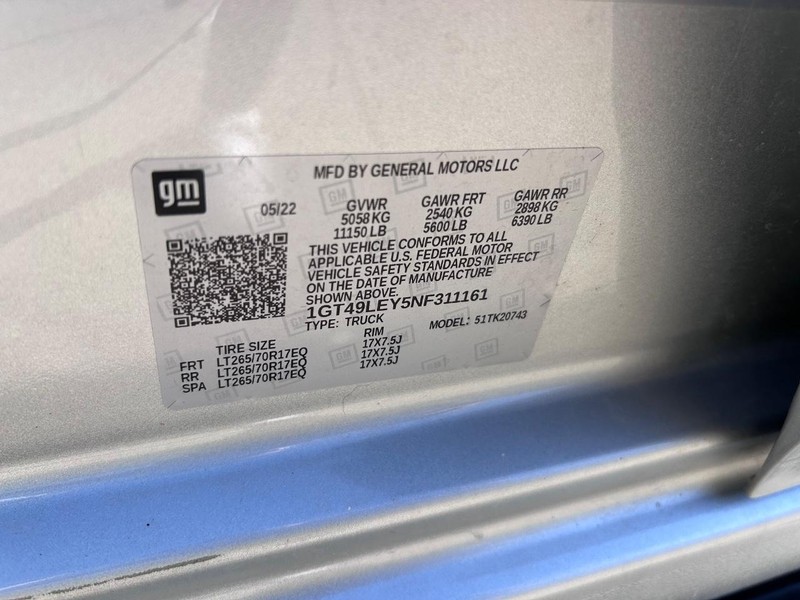 MFD BY GENERAL MOTORS LLC
gm
05/22 GVWR GAWR FRT GAWR RR
5058 KG 2540 KG 2898 KG
11150 LB 5600 LB 6390 LB
THIS VEHICLE CONFORMS TO ALL
APPLICABLE U.S. FEDERAL MOTOR
VEHICLE SAFETY STANDARDS IN EFFECT
ON THE DATE OF MANUFACTURE
SHOWN ABOVE.
1GT49LEY5NF311161
TYPE: TRUCK MODEL: 51TK20743
TIRE SIZE RIM
FRT LT265/70R17EQ 17X7.5J
RR LT265/70R17EQ 17X7.5J
SPA LT265/70R17EQ 17X7.5J